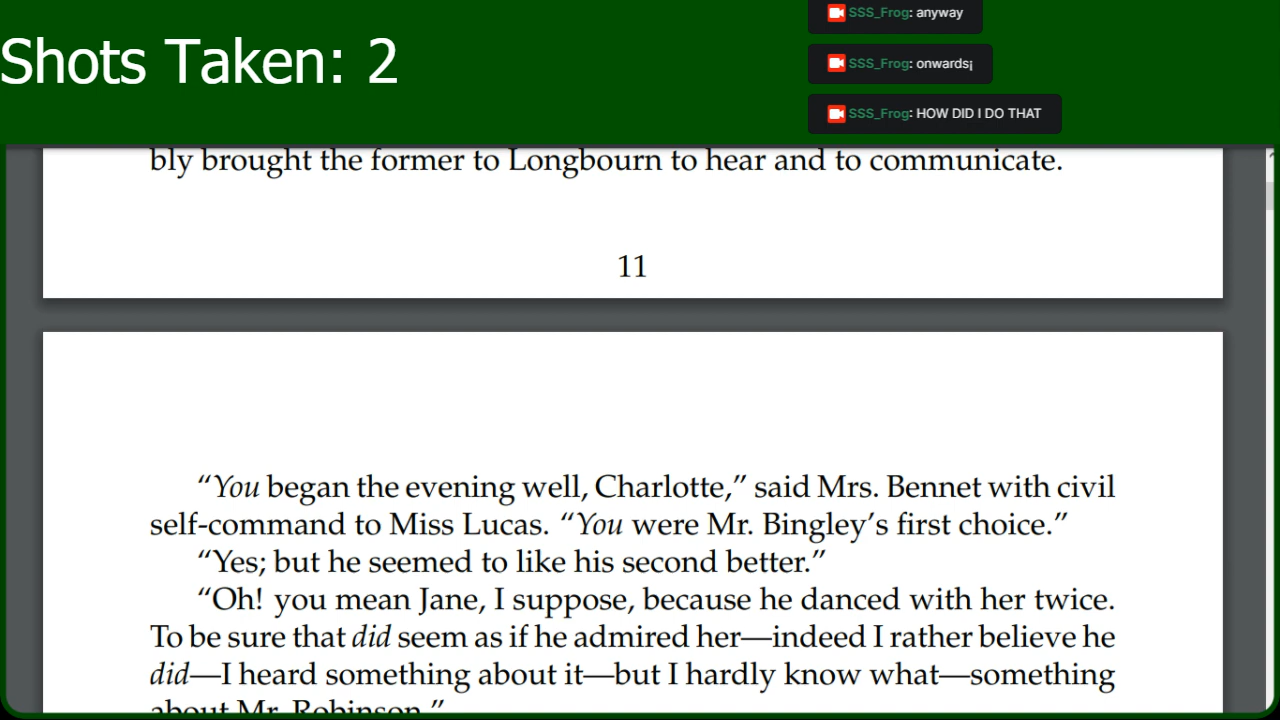 Shots Taken: 2
SSS_Frog: anyway
SSS_Frog: onwards¡
SSS_Frog: HOW DID I DO THAT
bly brought the former to Longbourn to hear and to communicate.
11
“You began the evening well, Charlotte,” said Mrs. Bennet with civil
self-command to Miss Lucas. “You were Mr. Bingley’s first choice.”
“Yes; but he seemed to like his second better.”
“Oh! you mean Jane, I suppose, because he danced with her twice.
To be sure that did seem as if he admired her—indeed I rather believe he
did—I heard something about it—but I hardly know what—something
about Mr. Robinson.”